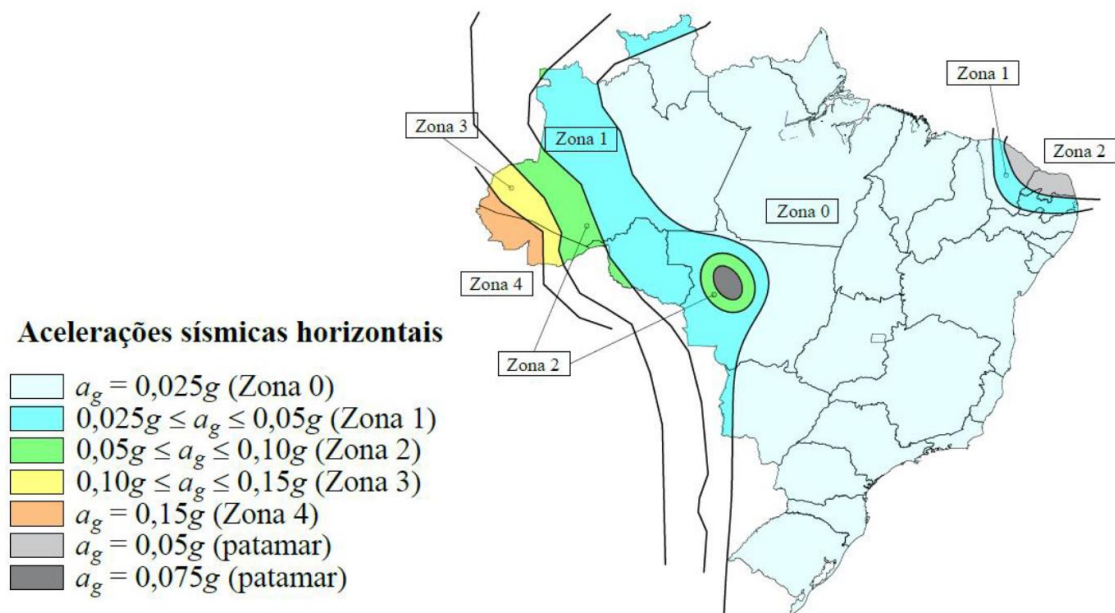 Zona 1
Zona 3
Zona 1
Zona 2
Zona 0
Zona 4
Zona 2
Acelerações sísmicas horizontais
a_g = 0,025g (Zona 0)
0,025g ≤ a_g ≤ 0,05g (Zona 1)
0,05g ≤ a_g ≤ 0,10g (Zona 2)
0,10g ≤ a_g ≤ 0,15g (Zona 3)
a_g = 0,15g (Zona 4)
a_g = 0,05g (patamar)
a_g = 0,075g (patamar)